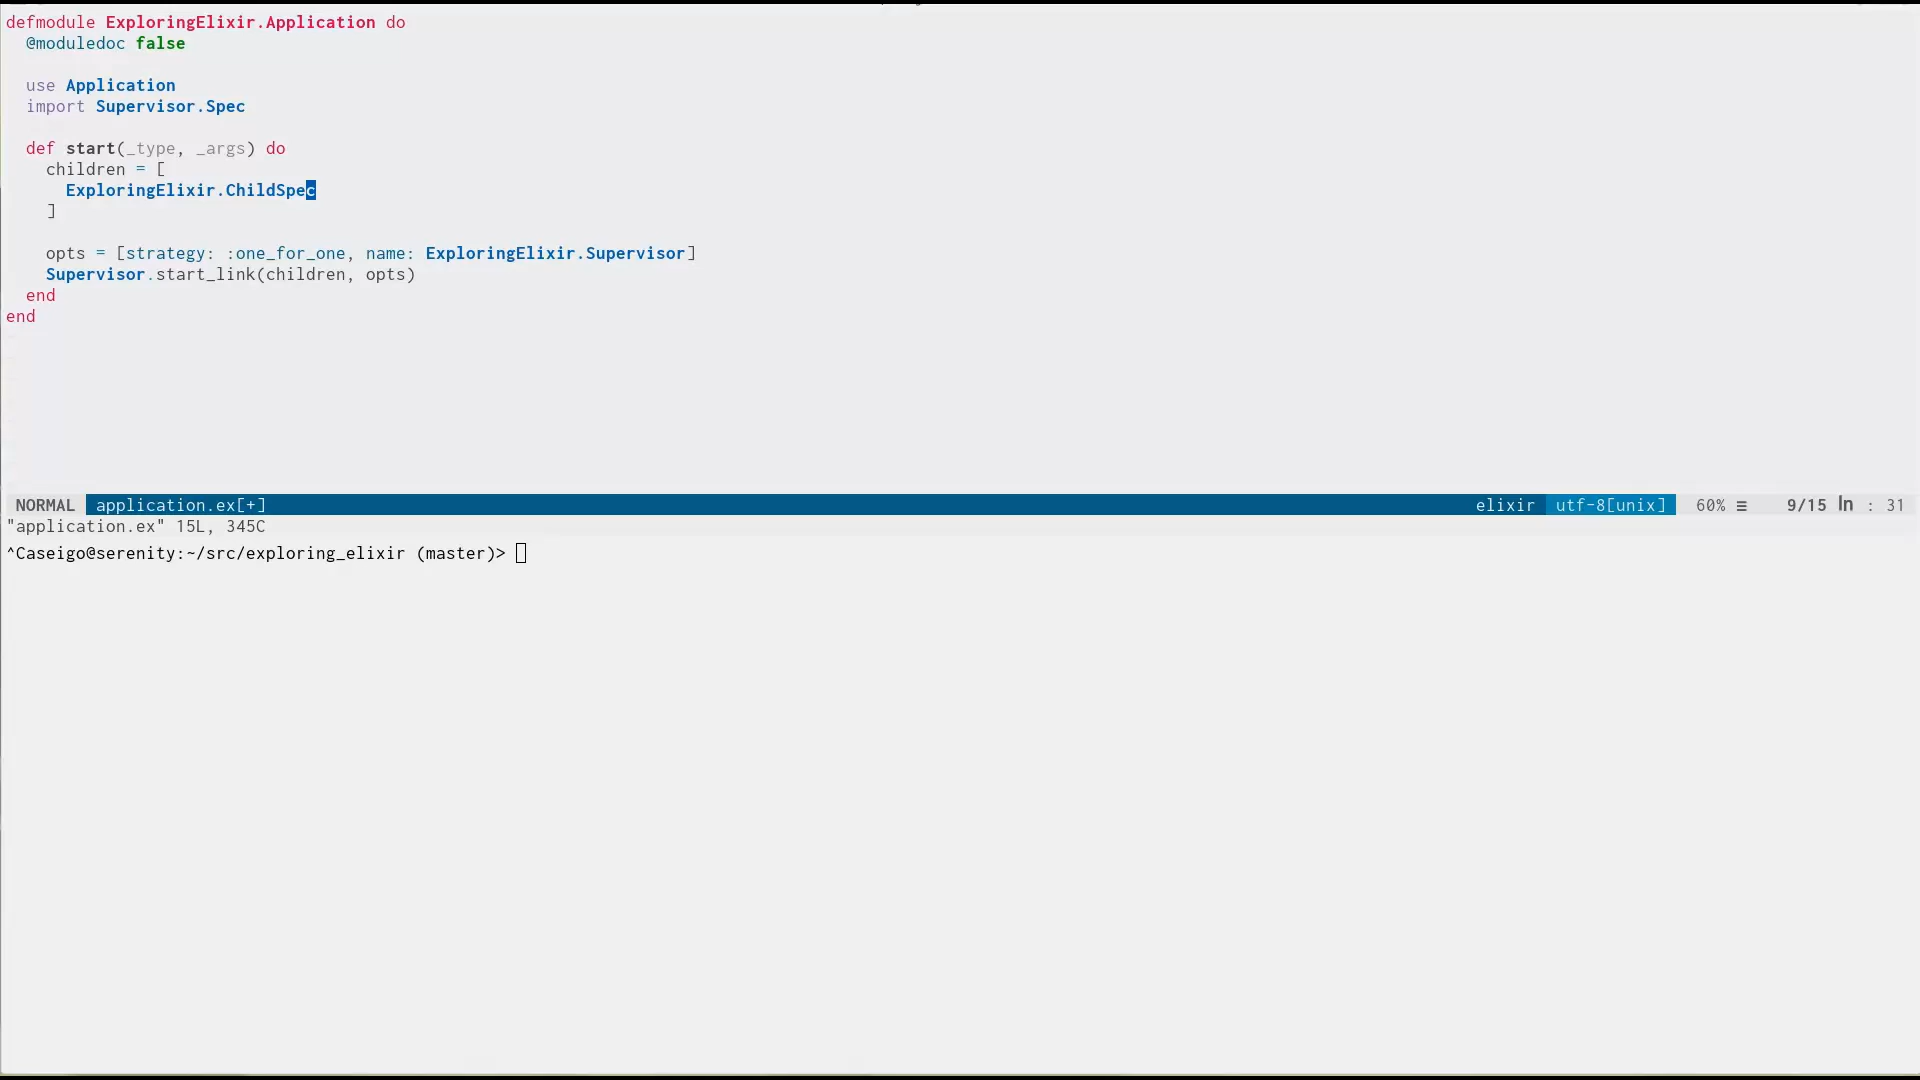 defmodule ExploringElixir.Application do
  @moduledoc false

  use Application
  import Supervisor.Spec

  def start(_type, _args) do
    children = [
      ExploringElixir.ChildSpec
    ]

    opts = [strategy: :one_for_one, name: ExploringElixir.Supervisor]
    Supervisor.start_link(children, opts)
  end
end
NORMAL application.ex[+] elixir utf-8[unix] 60% ≡ 9/15 ln : 31
"application.ex" 15L, 345C
^Caseigo@serenity:~/src/exploring_elixir (master)>